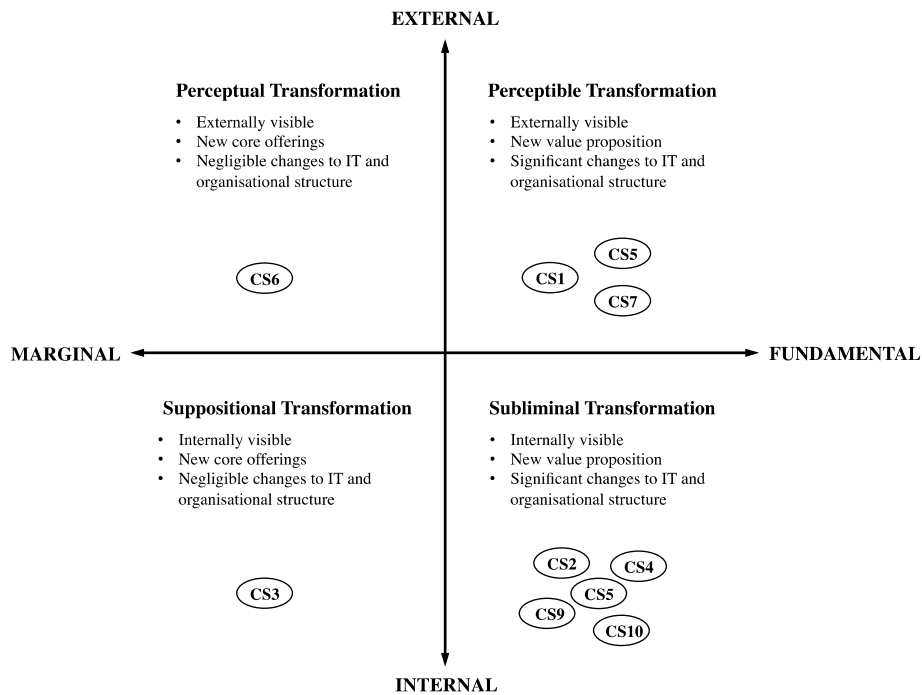 EXTERNAL
Perceptual Transformation
• Externally visible
• New core offerings
• Negligible changes to IT and
organisational structure
CS6
Perceptible Transformation
• Externally visible
• New value proposition
• Significant changes to IT and
organisational structure
CS5
CS1
CS7
MARGINAL
FUNDAMENTAL
Suppositional Transformation
• Internally visible
• New core offerings
• Negligible changes to IT and
organisational structure
CS3
Subliminal Transformation
• Internally visible
• New value proposition
• Significant changes to IT and
organisational structure
CS2
CS4
CS5
CS9
CS10
INTERNAL